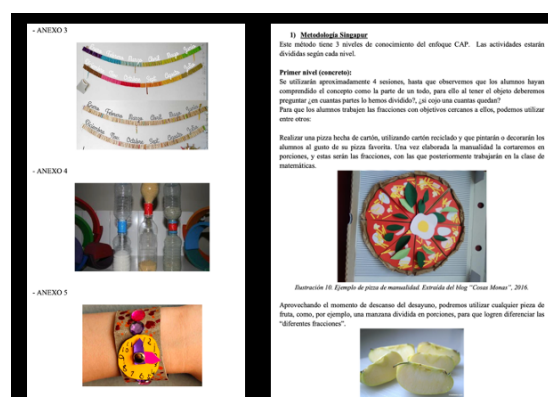 - ANEXO 3
Enero Febrero Marzo Abril
Diciembre
- ANEXO 4
- ANEXO 5
1) Metodología Singapur
Este método tiene 3 niveles de conocimiento del enfoque CAP. Las actividades estarán
divididas según cada nivel.
Primer nivel (concreto):
Se utilizarán aproximadamente 4 sesiones, hasta que observemos que los alumnos hayan
comprendido el concepto como la parte de un todo, para ello al tener el objeto deberemos
preguntar ¿en cuantas partes lo hemos dividido?, ¿si cojo una cuantas quedan?
Para que los alumnos trabajen las fracciones con objetivos cercanos a ellos, podemos utilizar
entre otros:
Realizar una pizza hecha de cartón, utilizando cartón reciclado y que pintarán o decorarán los
alumnos al gusto de su pizza favorita. Una vez elaborada la manualidad la cortaremos en
porciones, y estas serán las fracciones, con las que posteriormente trabajarán en la clase de
matemáticas.
Ilustración 10. Ejemplo de pizza de manualidad. Extraída del blog "Cosas Monas", 2016.
Aprovechando el momento de descanso del desayuno, podremos utilizar cualquier pieza de
fruta, como, por ejemplo, una manzana dividida en porciones, para que logren diferenciar las
"diferentes fracciones".